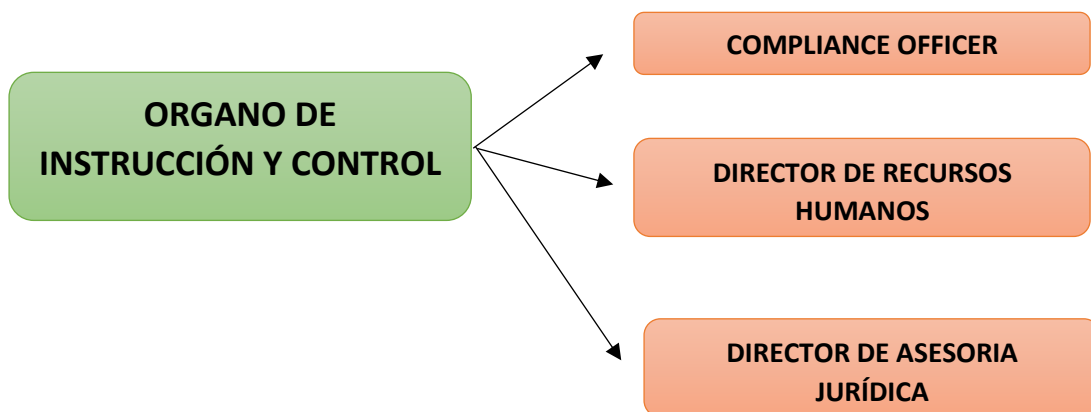 ORGANO DE
INSTRUCCIÓN Y CONTROL
COMPLIANCE OFFICER
DIRECTOR DE RECURSOS
HUMANOS
DIRECTOR DE ASESORIA
JURÍDICA